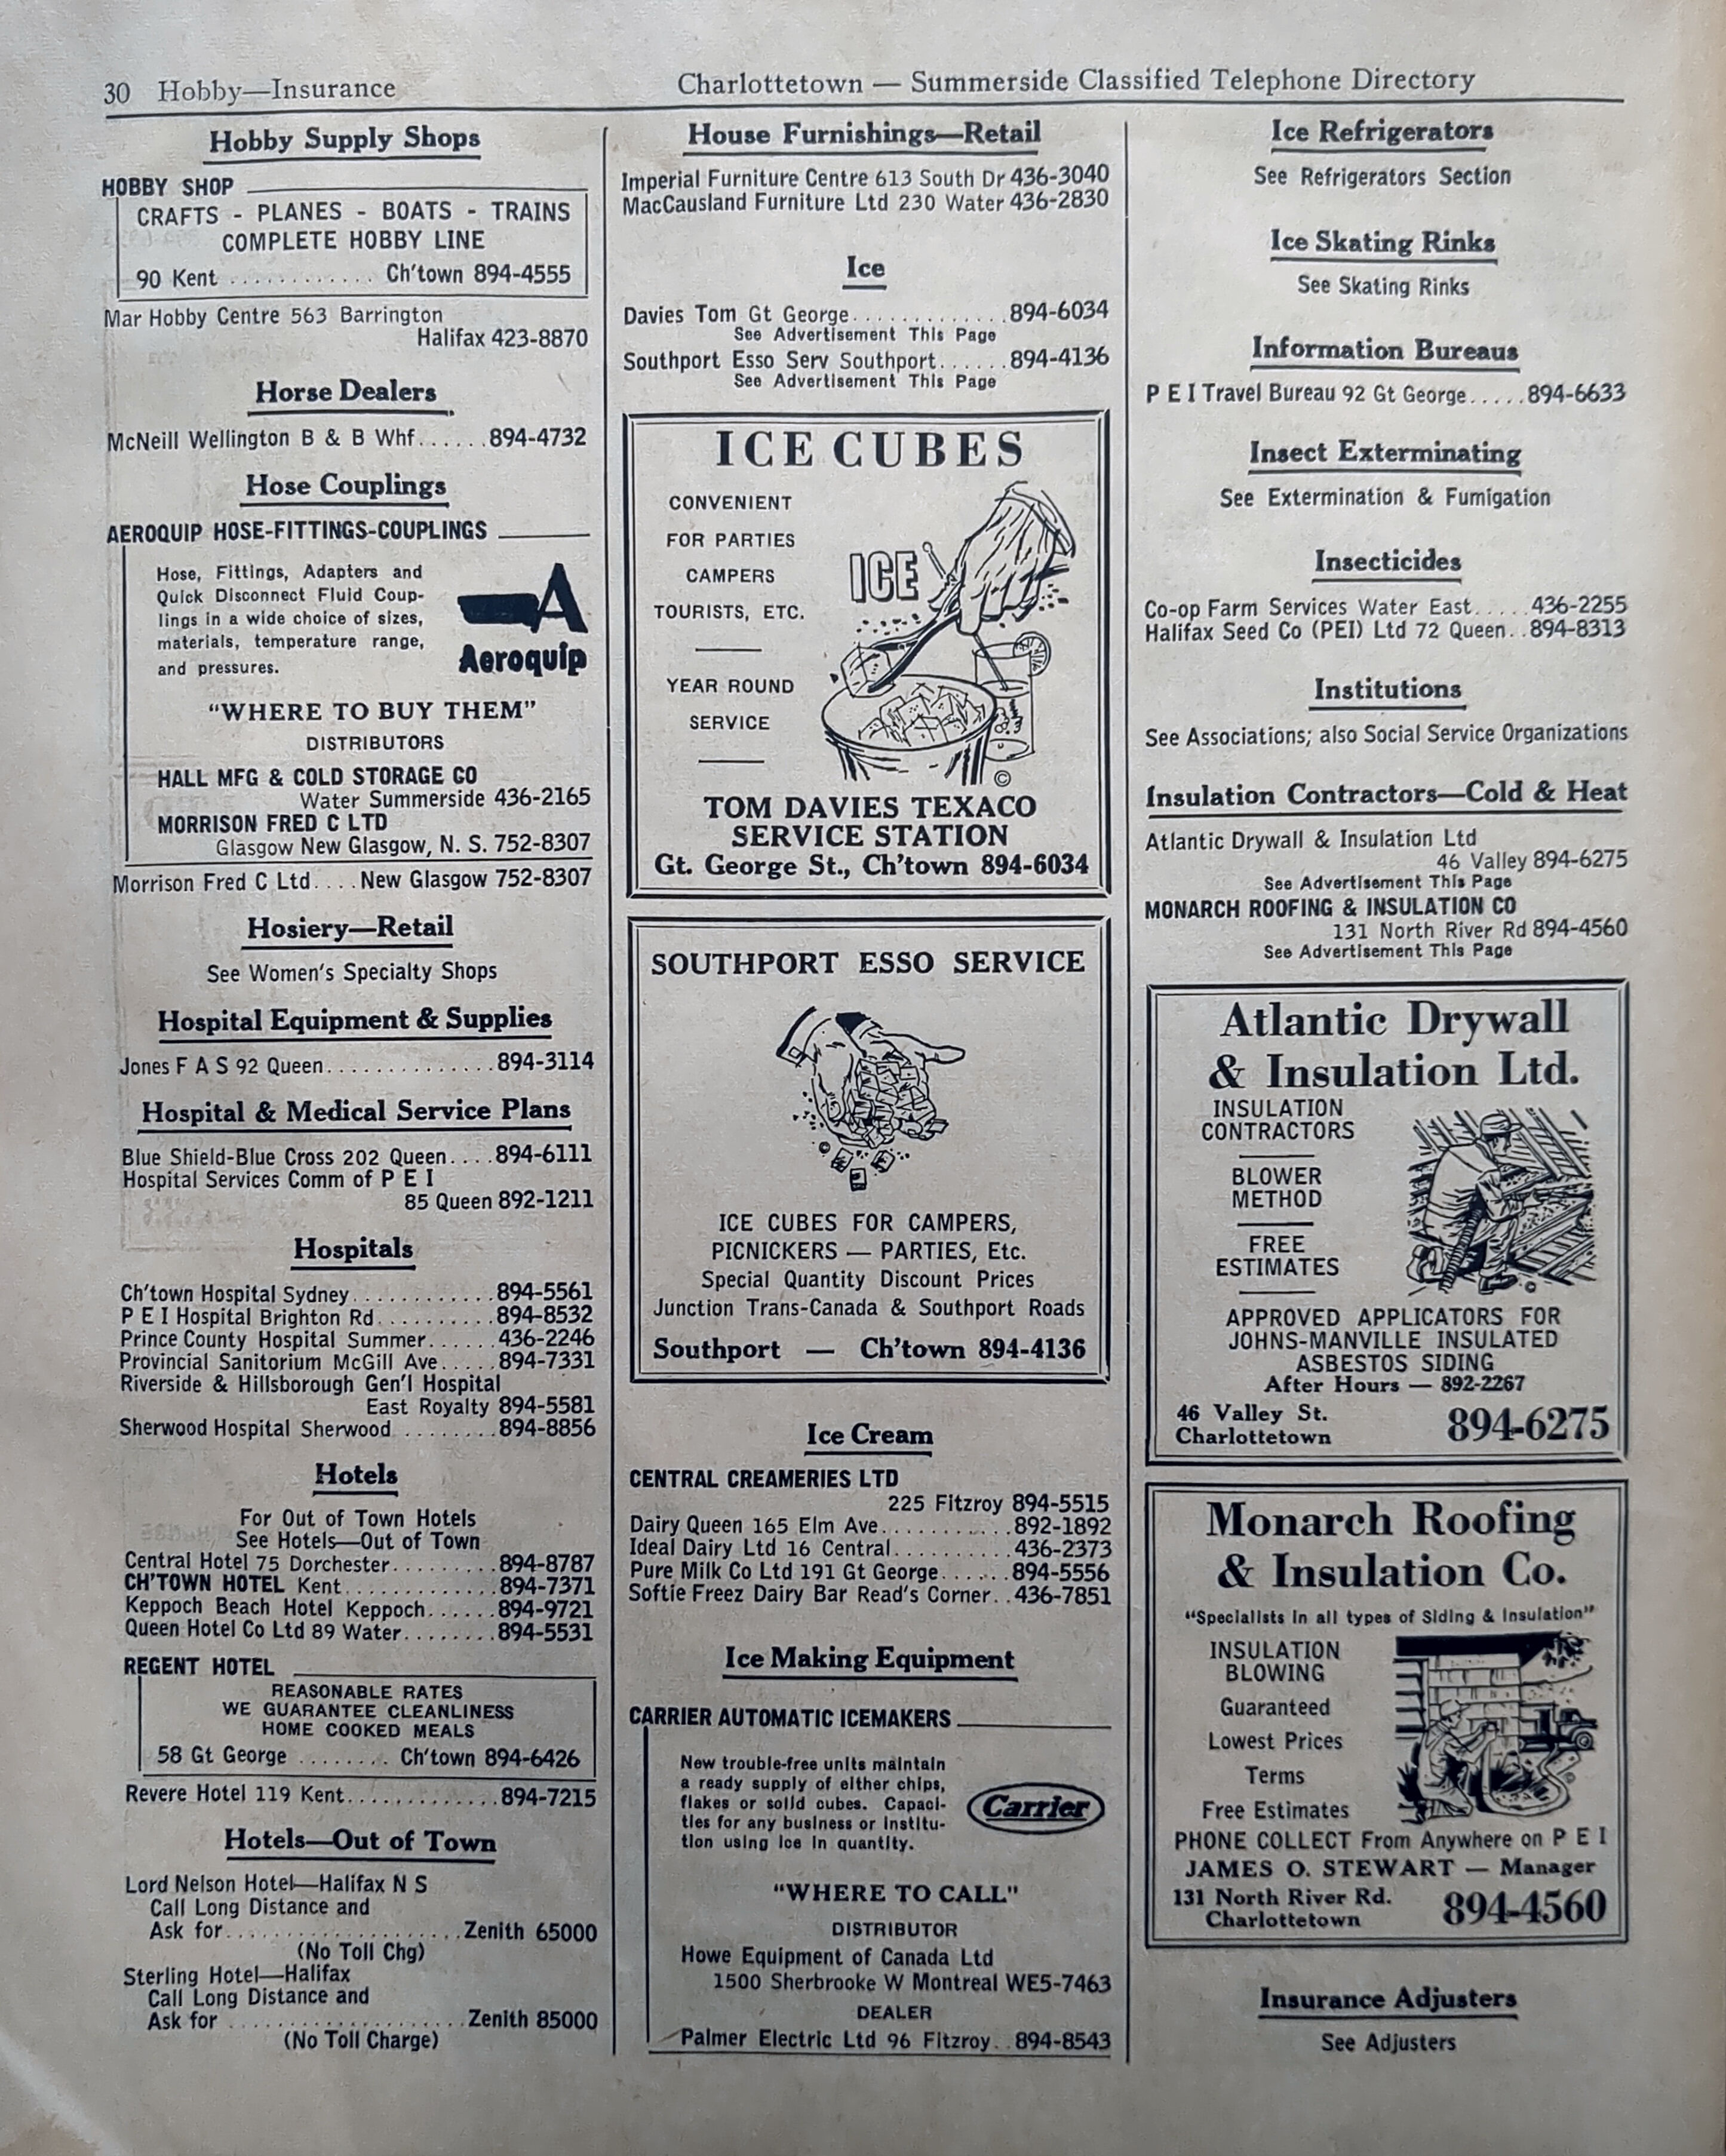 30 Hobby—Insurance
Charlottetown — Summerside Classified Telephone Directory
Hobby Supply Shops
HOBBY SHOP
CRAFTS - PLANES - BOATS - TRAINS
COMPLETE HOBBY LINE
90 Kent ............ Ch'town 894-4555
Mar Hobby Centre 563 Barrington
Halifax 423-8870
Horse Dealers
McNeill Wellington B & B Whf......894-4732
Hose Couplings
AEROQUIP HOSE-FITTINGS-COUPLINGS
Hose, Fittings, Adapters and
Quick Disconnect Fluid Coup-
lings in a wide choice of sizes,
materials, temperature range,
and pressures.
A
Aeroquip
"WHERE TO BUY THEM"
DISTRIBUTORS
HALL MFG & COLD STORAGE CO
Water Summerside 436-2165
MORRISON FRED C LTD
Glasgow New Glasgow, N. S. 752-8307
Morrison Fred C Ltd....New Glasgow 752-8307
Hosiery—Retail
See Women's Specialty Shops
Hospital Equipment & Supplies
Jones F A S 92 Queen..............894-3114
Hospital & Medical Service Plans
Blue Shield-Blue Cross 202 Queen....894-6111
Hospital Services Comm of P E I
85 Queen 892-1211
Hospitals
Ch'town Hospital Sydney............894-5561
P E I Hospital Brighton Rd..........894-8532
Prince County Hospital Summer......436-2246
Provincial Sanitorium McGill Ave.....894-7331
Riverside & Hillsborough Gen'l Hospital
East Royalty 894-5581
Sherwood Hospital Sherwood ........894-8856
Hotels
For Out of Town Hotels
See Hotels—Out of Town
Central Hotel 75 Dorchester.........894-8787
CH'TOWN HOTEL Kent.............894-7371
Keppoch Beach Hotel Keppoch......894-9721
Queen Hotel Co Ltd 89 Water........894-5531
REGENT HOTEL
REASONABLE RATES
WE GUARANTEE CLEANLINESS
HOME COOKED MEALS
58 Gt George ........ Ch'town 894-6426
Revere Hotel 119 Kent.............894-7215
Hotels—Out of Town
Lord Nelson Hotel—Halifax N S
Call Long Distance and
Ask for....................Zenith 65000
(No Toll Chg)
Sterling Hotel—Halifax
Call Long Distance and
Ask for ....................Zenith 85000
(No Toll Charge)
House Furnishings—Retail
Imperial Furniture Centre 613 South Dr 436-3040
MacCausland Furniture Ltd 230 Water 436-2830
Ice
Davies Tom Gt George.............894-6034
See Advertisement This Page
Southport Esso Serv Southport......894-4136
See Advertisement This Page
ICE CUBES
CONVENIENT
FOR PARTIES
CAMPERS
TOURISTS, ETC.
YEAR ROUND
SERVICE
ICE
©
TOM DAVIES TEXACO
SERVICE STATION
Gt. George St., Ch'town 894-6034
SOUTHPORT ESSO SERVICE
©
ICE CUBES FOR CAMPERS,
PICNICKERS — PARTIES, Etc.
Special Quantity Discount Prices
Junction Trans-Canada & Southport Roads
Southport — Ch'town 894-4136
Ice Cream
CENTRAL CREAMERIES LTD
225 Fitzroy 894-5515
Dairy Queen 165 Elm Ave...........892-1892
Ideal Dairy Ltd 16 Central..........436-2373
Pure Milk Co Ltd 191 Gt George......894-5556
Softie Freez Dairy Bar Read's Corner..436-7851
Ice Making Equipment
CARRIER AUTOMATIC ICEMAKERS
New trouble-free units maintain
a ready supply of either chips,
flakes or solid cubes. Capaci-
ties for any business or institu-
tion using ice in quantity.
Carrier
"WHERE TO CALL"
DISTRIBUTOR
Howe Equipment of Canada Ltd
1500 Sherbrooke W Montreal WE5-7463
DEALER
Palmer Electric Ltd 96 Fitzroy..894-8543
Ice Refrigerators
See Refrigerators Section
Ice Skating Rinks
See Skating Rinks
Information Bureaus
P E I Travel Bureau 92 Gt George.....894-6633
Insect Exterminating
See Extermination & Fumigation
Insecticides
Co-op Farm Services Water East.....436-2255
Halifax Seed Co (PEI) Ltd 72 Queen..894-8313
Institutions
See Associations; also Social Service Organizations
Insulation Contractors—Cold & Heat
Atlantic Drywall & Insulation Ltd
46 Valley 894-6275
See Advertisement This Page
MONARCH ROOFING & INSULATION CO
131 North River Rd 894-4560
See Advertisement This Page
Atlantic Drywall
& Insulation Ltd.
INSULATION
CONTRACTORS
BLOWER
METHOD
FREE
ESTIMATES
©
APPROVED APPLICATORS FOR
JOHNS-MANVILLE INSULATED
ASBESTOS SIDING
After Hours — 892-2267
46 Valley St.
Charlottetown
894-6275
Monarch Roofing
& Insulation Co.
"Specialists in all types of Siding & Insulation"
INSULATION
BLOWING
Guaranteed
Lowest Prices
Terms
Free Estimates
©
PHONE COLLECT From Anywhere on P E I
JAMES O. STEWART — Manager
131 North River Rd.
Charlottetown
894-4560
Insurance Adjusters
See Adjusters